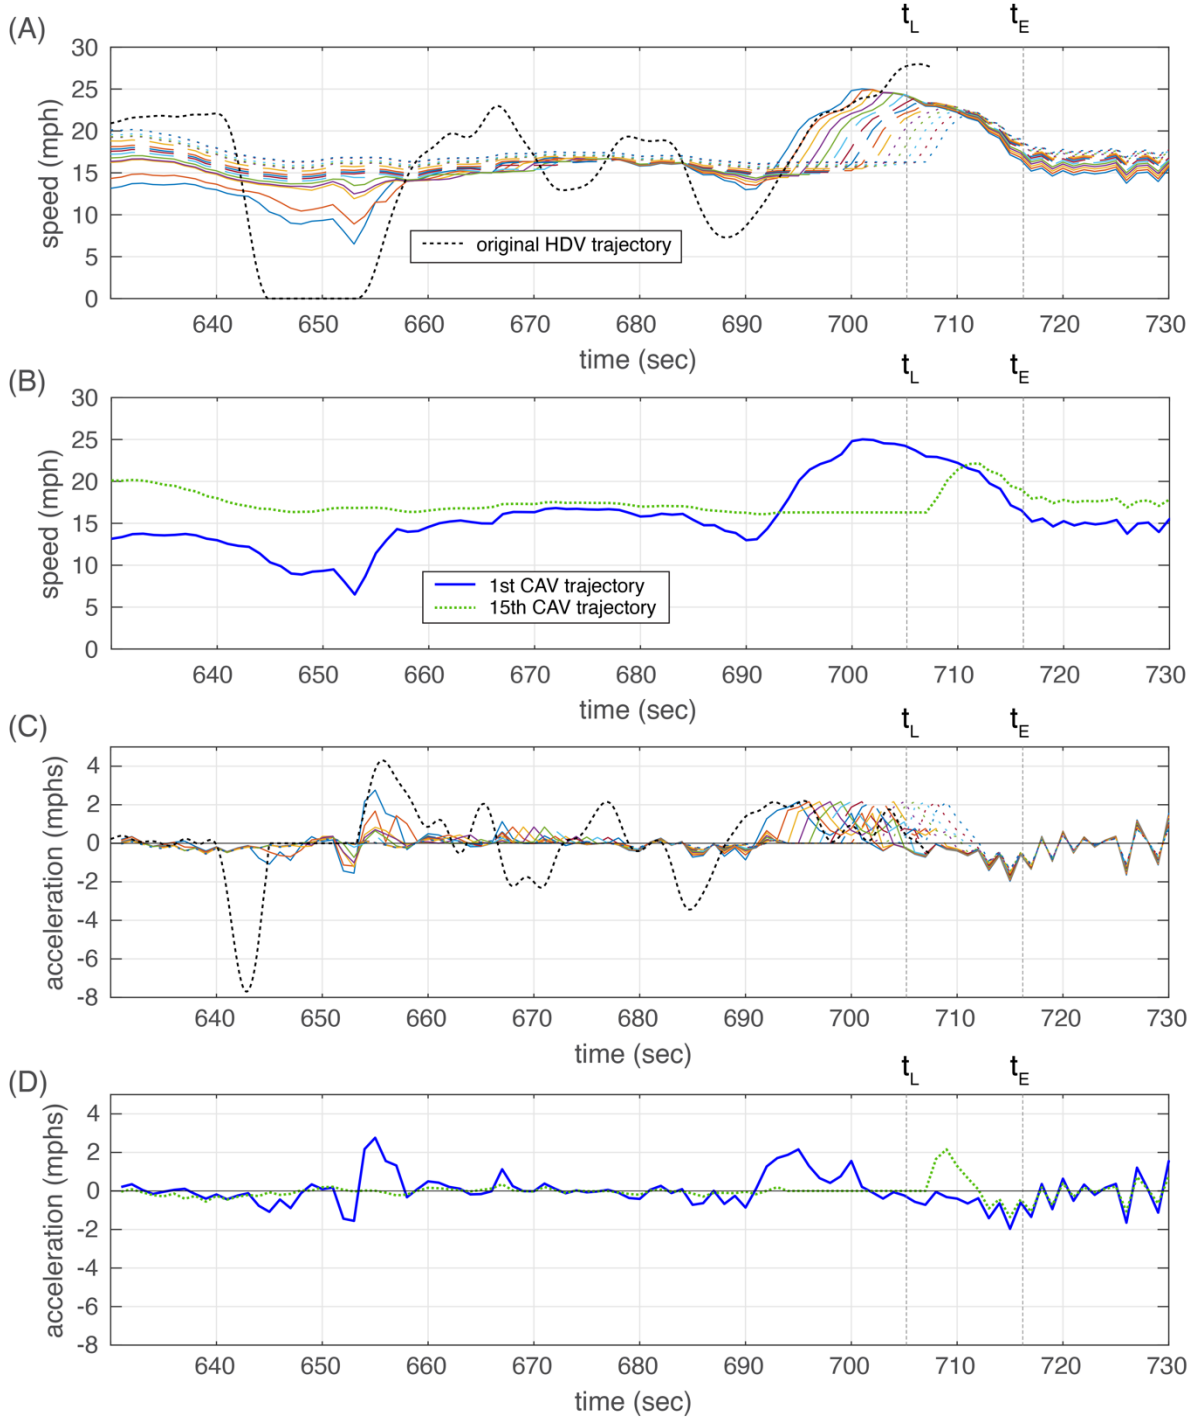 (A)
t_L t_E
30
25
20
15
10
5
0
speed (mph)
original HDV trajectory
640 650 660 670 680 690 700 710 720 730
time (sec)
(B)
t_L t_E
30
25
20
15
10
5
0
speed (mph)
1st CAV trajectory
15th CAV trajectory
640 650 660 670 680 690 700 710 720 730
time (sec)
(C)
t_L t_E
4
2
0
-2
-4
-6
-8
acceleration (mphs)
640 650 660 670 680 690 700 710 720 730
time (sec)
(D)
t_L t_E
4
2
0
-2
-4
-6
-8
acceleration (mphs)
640 650 660 670 680 690 700 710 720 730
time (sec)